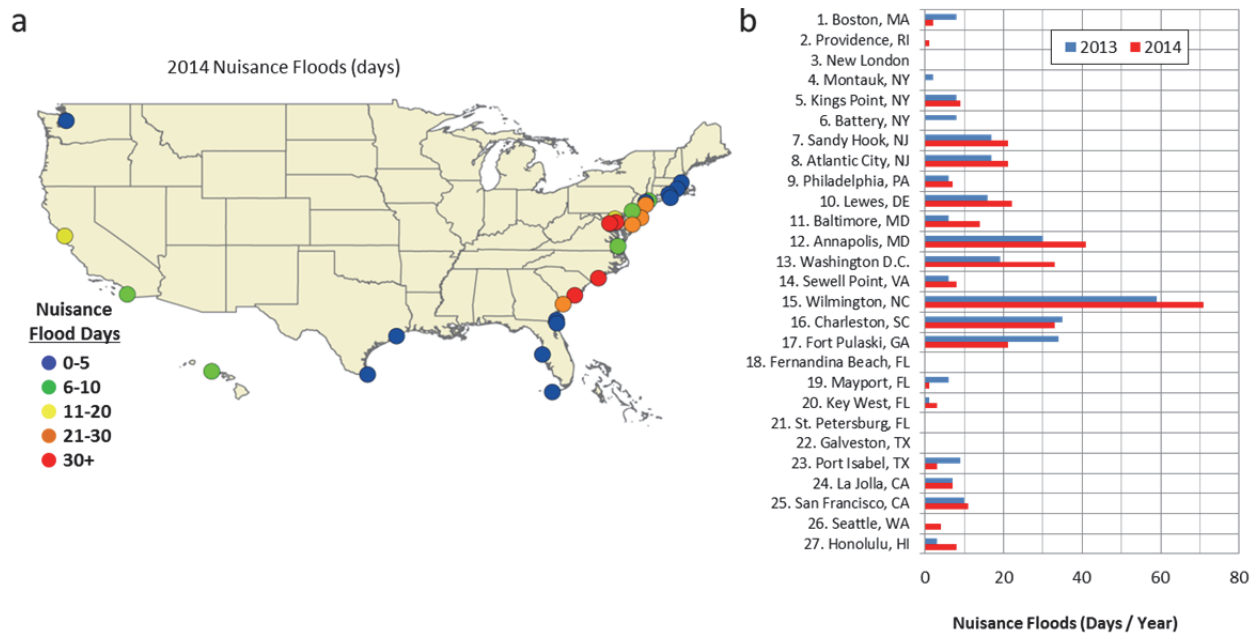 a
2014 Nuisance Floods (days)
Nuisance
Flood Days
0-5
6-10
11-20
21-30
30+
b
2013 2014
1. Boston, MA
2. Providence, RI
3. New London
4. Montauk, NY
5. Kings Point, NY
6. Battery, NY
7. Sandy Hook, NJ
8. Atlantic City, NJ
9. Philadelphia, PA
10. Lewes, DE
11. Baltimore, MD
12. Annapolis, MD
13. Washington D.C.
14. Sewell Point, VA
15. Wilmington, NC
16. Charleston, SC
17. Fort Pulaski, GA
18. Fernandina Beach, FL
19. Mayport, FL
20. Key West, FL
21. St. Petersburg, FL
22. Galveston, TX
23. Port Isabel, TX
24. La Jolla, CA
25. San Francisco, CA
26. Seattle, WA
27. Honolulu, HI
0 20 40 60 80
Nuisance Floods (Days / Year)